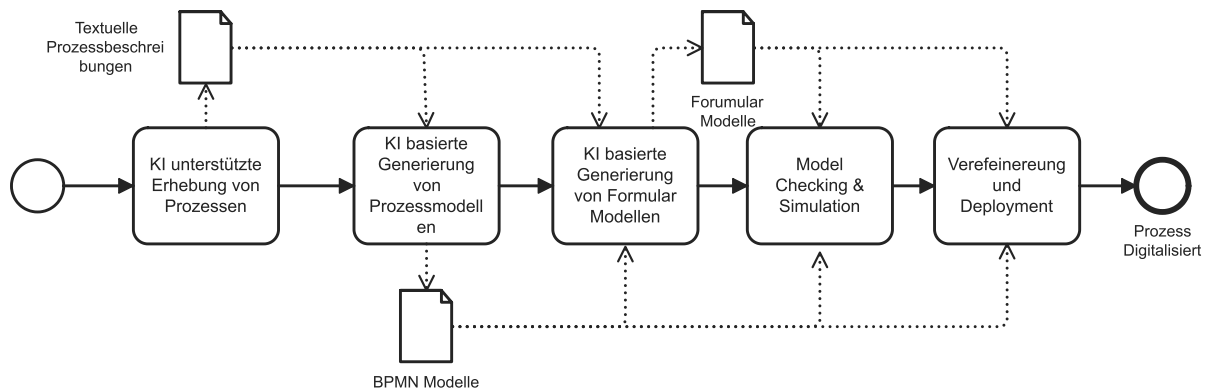 Textuelle
Prozessbeschrei
bungen
Forumular
Modelle
KI unterstützte
Erhebung von
Prozessen
KI basierte
Generierung
von
Prozessmodell
en
KI basierte
Generierung
von Formular
Modellen
Model
Checking &
Simulation
Verefeinereung
und
Deployment
Prozess
Digitalisiert
BPMN Modelle